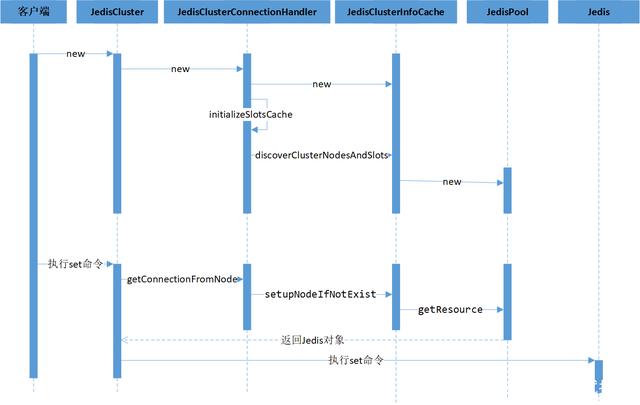 客户端
JedisCluster
JedisClusterConnectionHandler
JedisClusterInfoCache
JedisPool
Jedis
new
new
new
initializeSlotsCache
discoverClusterNodesAndSlots
new
执行set命令
getConnectionFromNode
setupNodeIfNotExist
getResource
返回Jedis对象
执行set命令